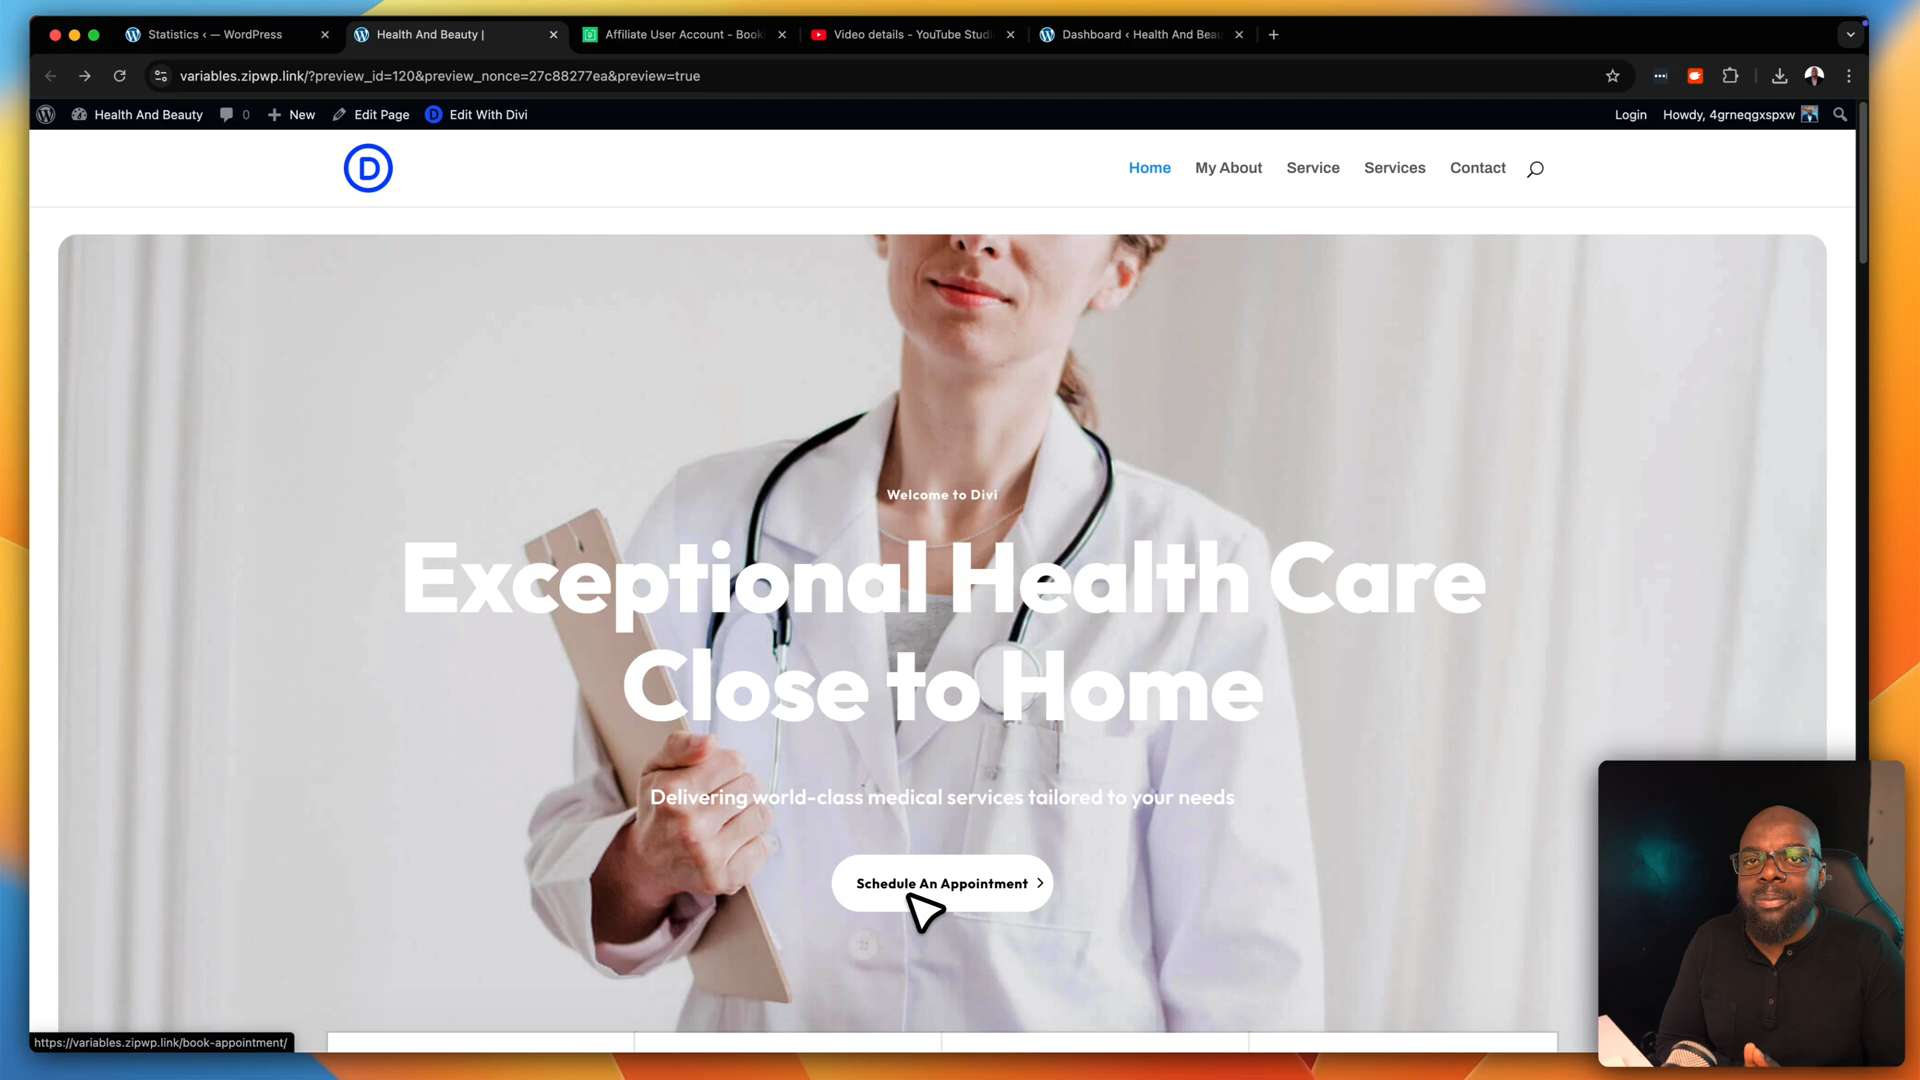 Statistics ‹ — WordPress
Health And Beauty |
Affiliate User Account - Book
Video details - YouTube Studi
Dashboard ‹ Health And Beau
variables.zipwp.link/?preview_id=120&preview_nonce=27c88277ea&preview=true
Health And Beauty 0 New Edit Page D Edit With Divi
Login Howdy, 4grneqgxspxw
D
Home My About Service Services Contact
Welcome to Divi
Exceptional Health Care
Close to Home
Delivering world-class medical services tailored to your needs
Schedule An Appointment
https://variables.zipwp.link/book-appointment/